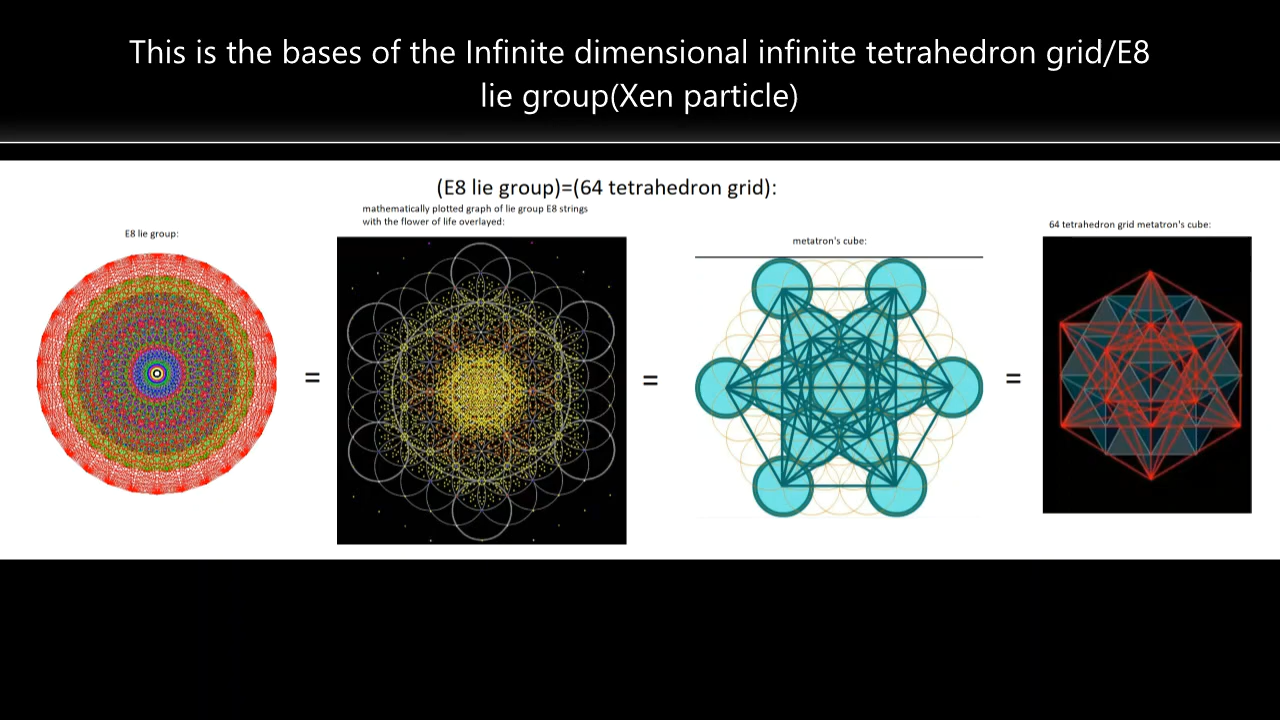 This is the bases of the Infinite dimensional infinite tetrahedron grid/E8
lie group(Xen particle)
(E8 lie group)=(64 tetrahedron grid):
mathematically plotted graph of lie group E8 strings
with the flower of life overlayed:
64 tetrahedron grid metatron's cube:
E8 lie group:
metatron's cube:
=
=
=